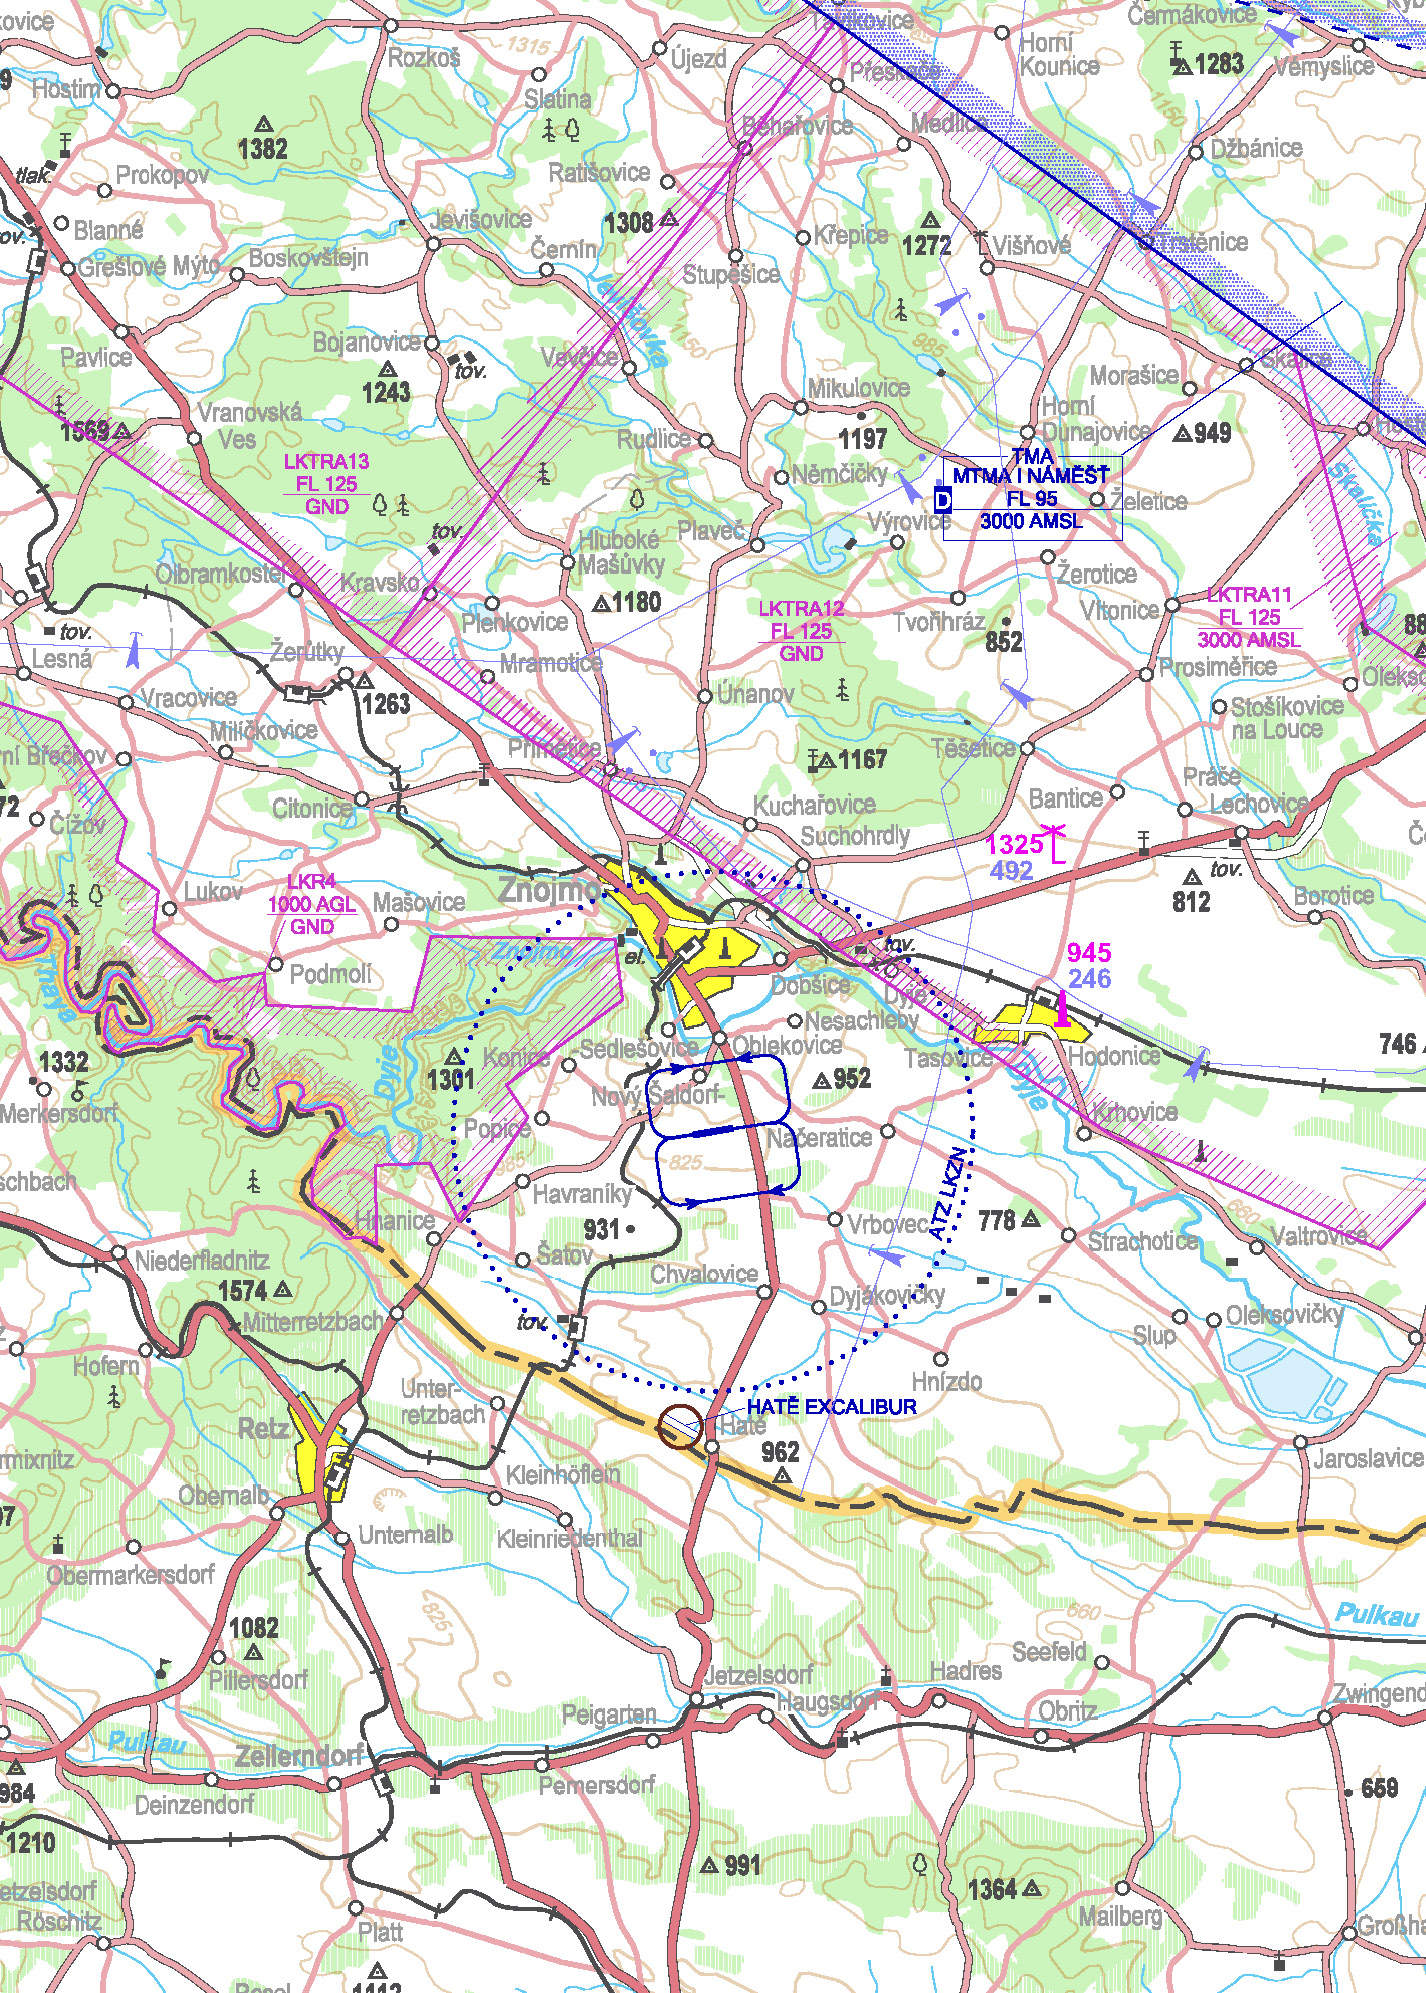 Rozkoš
1315
Újezd
Horní
Kounice
Čermákovice
1283
Vémyslice
Hostim
Slatina
Přeskače
1150
1382
Běhařovice
Medlice
Džbánice
tlak.
Prokopov
Ratišovice
Blanné
Jevišovice
1308
Křepice
1272
Višňové
Trstěnice
Grešlové Mýto
Boskovštejn
Černín
Stupešice
Jevišovka
1150
Pavlice
Bojanovice
tov.
1243
Vevčice
985
Skalice
Mikulovice
Morašice
Vranovská
Ves
1569
Rudlice
1197
Horní
Dunajovice
949
LKTRA13
FL 125
GND
TMA
MTMA I NÁMĚŠŤ
D
FL 95
3000 AMSL
Němčičky
Želetice
Skalička
tov.
Plaveč
Výrovice
Hluboké
Mašůvky
Olbramkostel
Kravsko
Žerotice
1180
LKTRA12
FL 125
GND
LKTRA11
FL 125
3000 AMSL
Plenkovice
Tvořihráz
852
Vítonice
tov.
Lesná
Žerůtky
Mramotice
Prosiměřice
Vracovice
1263
Únanov
Stošíkovice
na Louce
Milíčkovice
Přímětice
1167
Těšetice
Citonice
Kuchařovice
Práče
Bantice
Lechovice
Čížov
Suchohrdly
1325
492
tov.
812
Borotice
Lukov
LKR4
1000 AGL
GND
Mašovice
Znojmo
Znojmo
el.
tov.
945
246
Podmolí
Dobšice
Dyje
Thaya
Nesachleby
Tasovice
Hodonice
746
1332
Dyje
1301
Konice
Sedlešovice
Oblekovice
952
Dyje
Merkersdorf
Nový Šaldorf
Krhovice
Popice
Načeratice
825
ATZ LKZN
Havraníky
931
Vrbovec
778
Strachotice
660
Valtrovice
Hnanice
Niederfladnitz
Šatov
Chvalovice
1574
Mitterretzbach
tov.
Dyjákovičky
Oleksovičky
Slup
Hofern
Unter-
retzbach
Hnízdo
HATĚ EXCALIBUR
Retz
Hatě
962
Jaroslavice
Kleinhöflein
Obernalb
Unternalb
Kleinriedenthal
Obermarkersdorf
825
660
Pulkau
1082
Pillersdorf
Jetzelsdorf
Hadres
Seefeld
Haugsdorf
Obritz
Zwingend
Peigarten
Pulkau
Zellerndorf
Pernersdorf
984
Deinzendorf
659
1210
991
1364
Röschitz
Platt
Mailberg